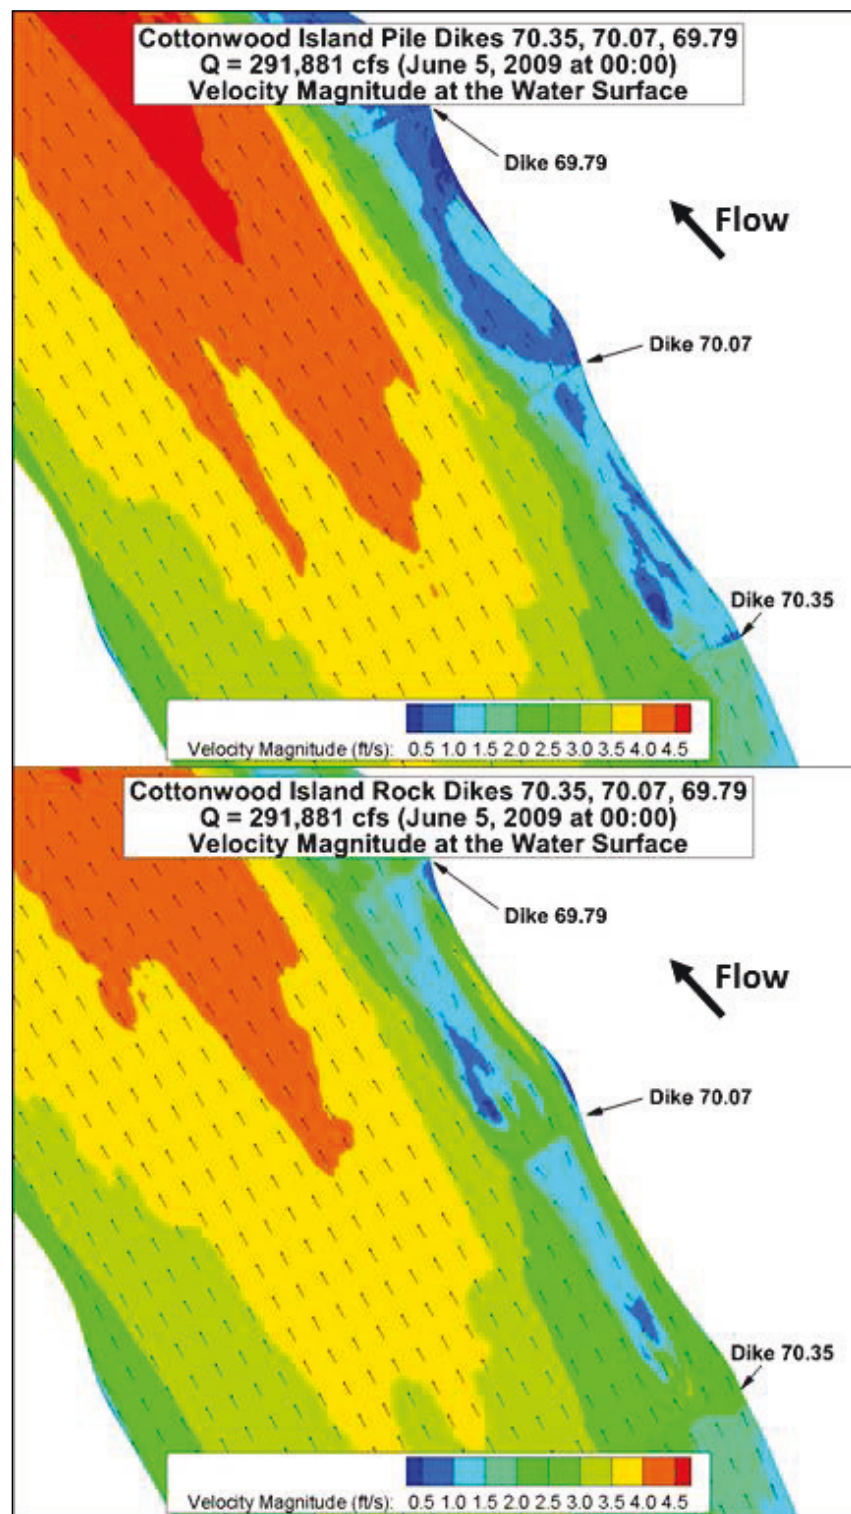 Cottonwood Island Pile Dikes 70.35, 70.07, 69.79
Q = 291,881 cfs (June 5, 2009 at 00:00)
Velocity Magnitude at the Water Surface
Dike 69.79
Flow
Dike 70.07
Dike 70.35
Velocity Magnitude (ft/s): 0.5 1.0 1.5 2.0 2.5 3.0 3.5 4.0 4.5
Cottonwood Island Rock Dikes 70.35, 70.07, 69.79
Q = 291,881 cfs (June 5, 2009 at 00:00)
Velocity Magnitude at the Water Surface
Dike 69.79
Flow
Dike 70.07
Dike 70.35
Velocity Magnitude (ft/s): 0.5 1.0 1.5 2.0 2.5 3.0 3.5 4.0 4.5